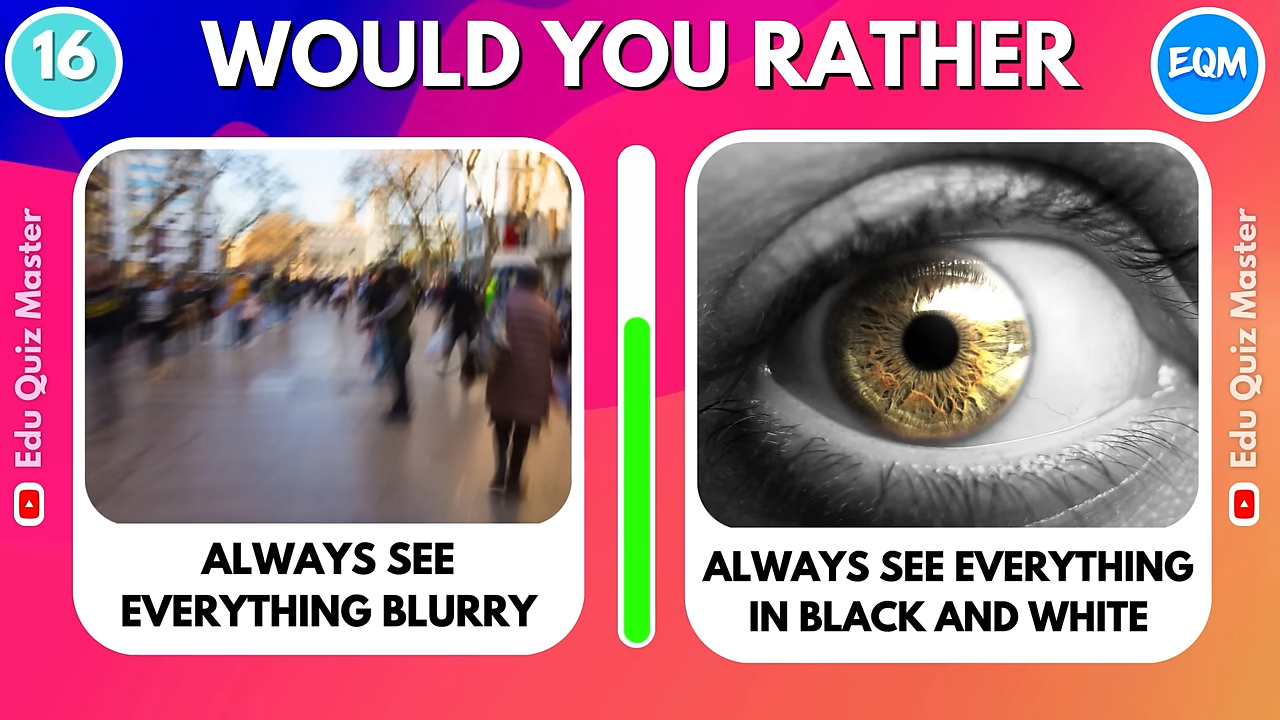 16
WOULD YOU RATHER
EQM
Edu Quiz Master
ALWAYS SEE
EVERYTHING BLURRY
ALWAYS SEE EVERYTHING
IN BLACK AND WHITE
Edu Quiz Master